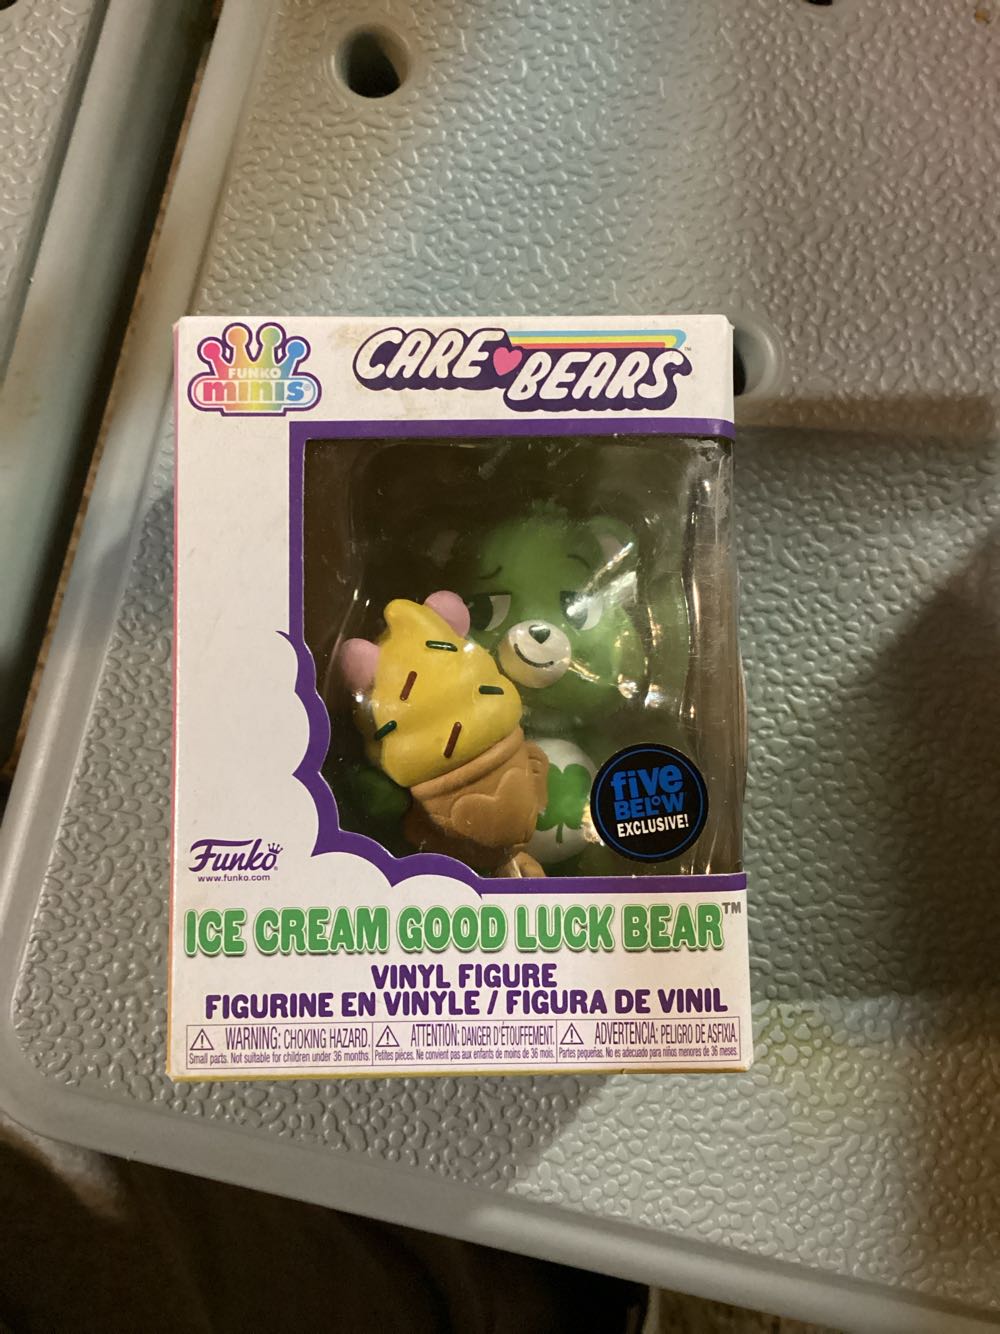 FUNKO
minis
CARE BEARS™
five
BELOW
EXCLUSIVE!
Funko®
www.funko.com
ICE CREAM GOOD LUCK BEAR™
VINYL FIGURE
FIGURINE EN VINYLE / FIGURA DE VINIL
WARNING: CHOKING HAZARD.
Small parts. Not suitable for children under 36 months.
ATTENTION: DANGER D'ÉTOUFFEMENT.
Petites pièces. Ne convient pas aux enfants de moins de 36 mois.
ADVERTENCIA: PELIGRO DE ASFIXIA.
Partes pequeñas. No es adecuado para niños menores de 36 meses.